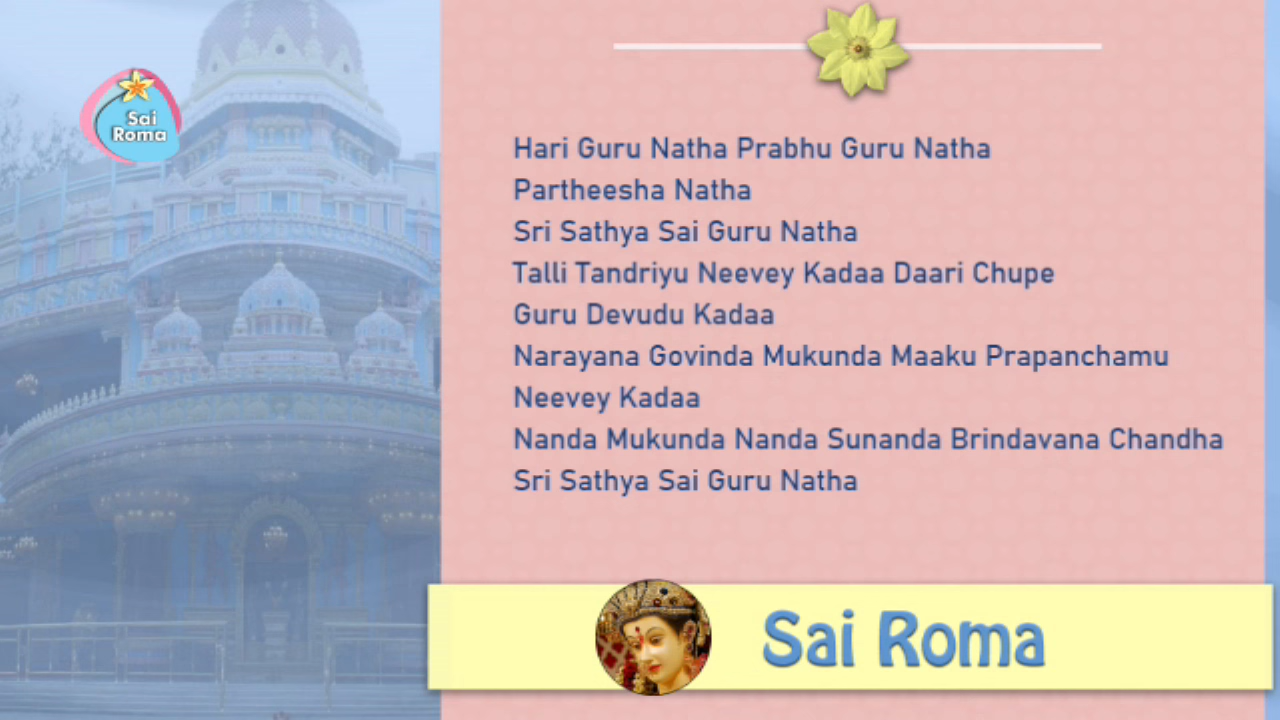 Sai
Roma
Hari Guru Natha Prabhu Guru Natha
Partheesha Natha
Sri Sathya Sai Guru Natha
Talli Tandriyu Neevey Kadaa Daari Chupe
Guru Devudu Kadaa
Narayana Govinda Mukunda Maaku Prapanchamu
Neevey Kadaa
Nanda Mukunda Nanda Sunanda Brindavana Chandha
Sri Sathya Sai Guru Natha
Sai Roma